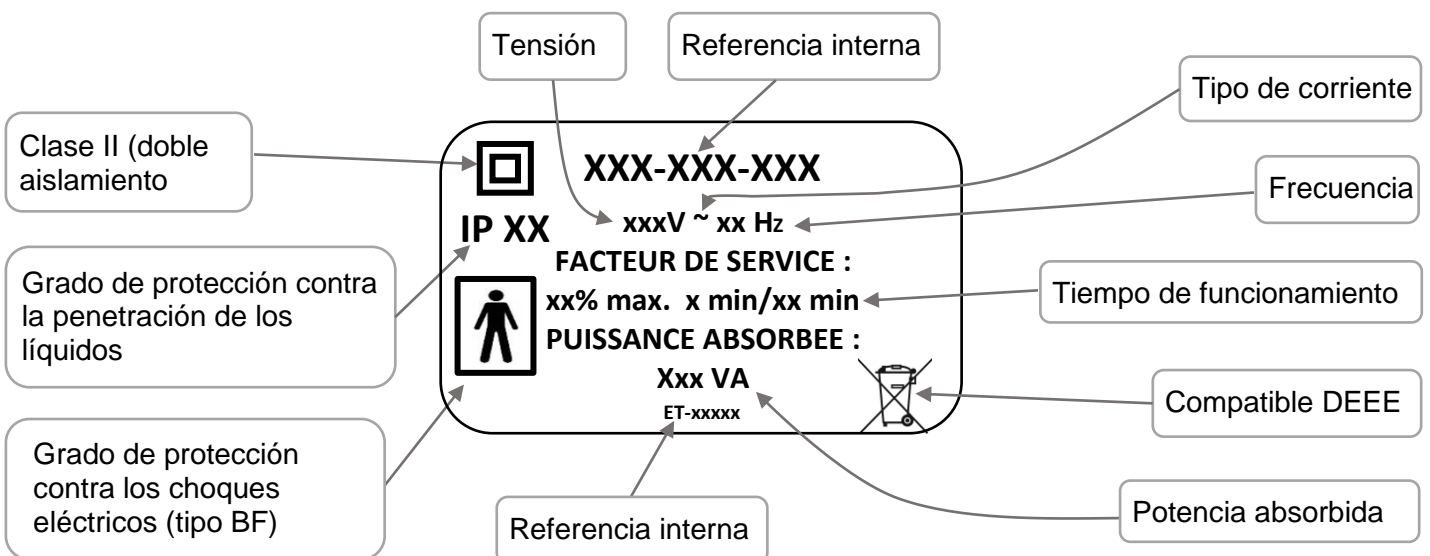 Tensión
Referencia interna
Tipo de corriente
Clase II (doble
aislamiento
XXX-XXX-XXX
Frecuencia
IP XX
xxxV ~ xx Hz
FACTEUR DE SERVICE :
Grado de protección contra
la penetración de los
líquidos
xx% max. x min/xx min
Tiempo de funcionamiento
PUISSANCE ABSORBEE :
Xxx VA
ET-xxxxx
Compatible DEEE
Grado de protección
contra los choques
eléctricos (tipo BF)
Referencia interna
Potencia absorbida